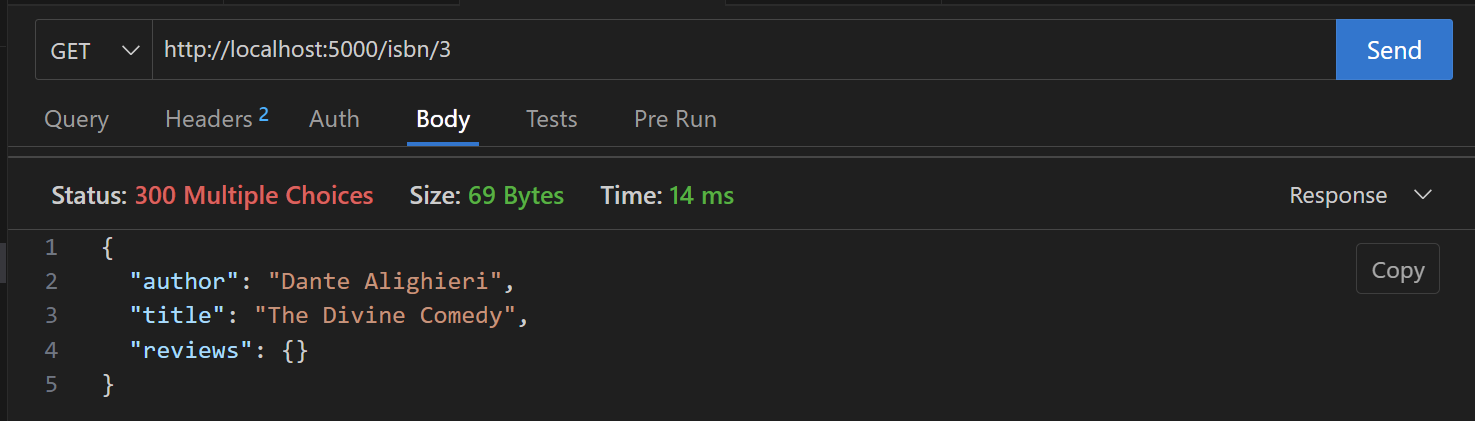 GET http://localhost:5000/isbn/3 Send
Query Headers 2 Auth Body Tests Pre Run
Status: 300 Multiple Choices Size: 69 Bytes Time: 14 ms Response
1 {
Copy
2 "author": "Dante Alighieri",
3 "title": "The Divine Comedy",
4 "reviews": {}
5 }